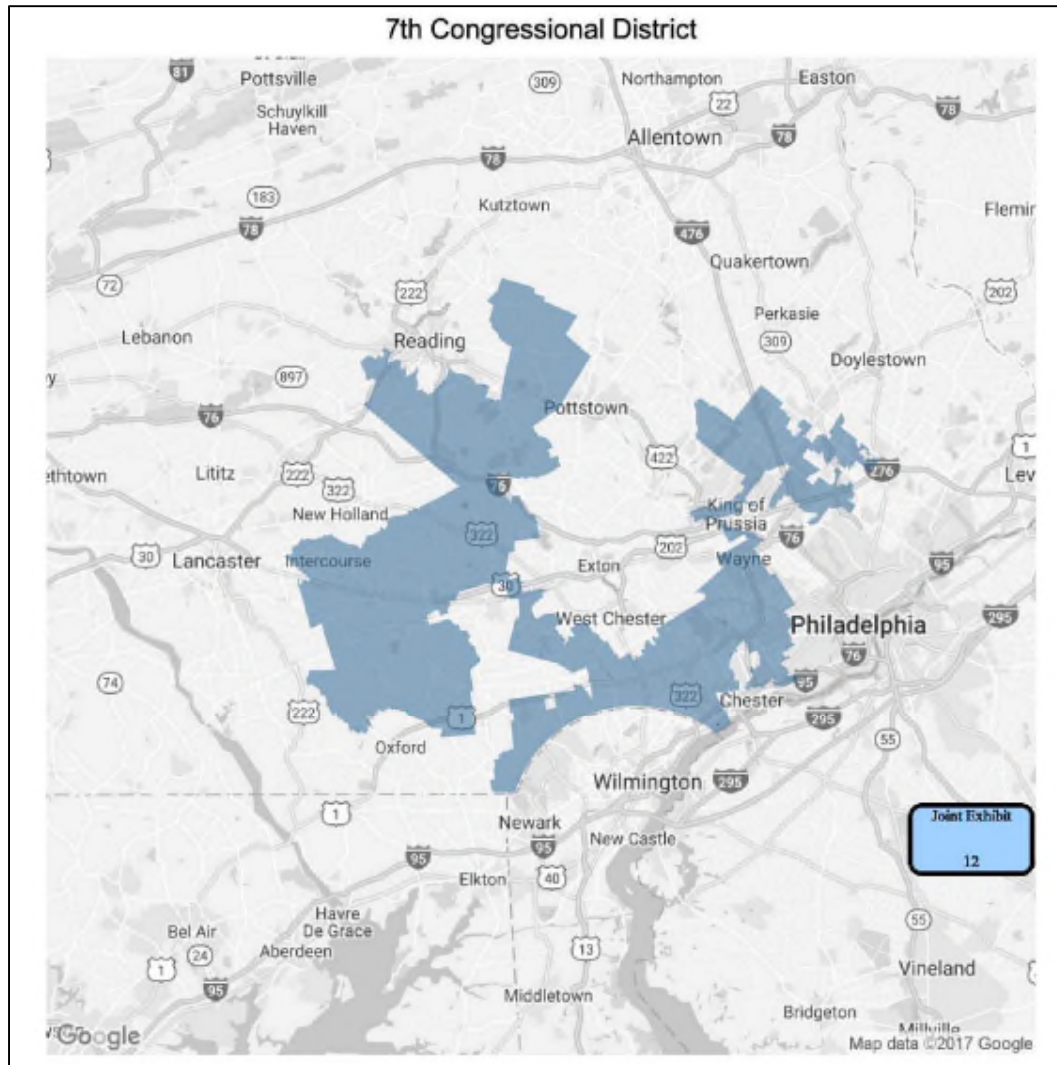 7th Congressional District
81
Pottsville
309
Northampton
Easton
22
78
Schuylkill
Haven
Allentown
78
78
183
Kutztown
78
Flemin
476
Quakertown
72
222
202
Perkasie
Lebanon
Reading
309
Doylestown
897
76
Pottstown
1
ethtown
Lititz
222
422
276
Lev
322
76
New Holland
King of
Prussia
322
76
30
Lancaster
Intercourse
202
Exton
Wayne
95
30
West Chester
Philadelphia
295
76
74
95
322
Chester
222
1
295
Oxford
55
Wilmington
295
1
Newark
Joint Exhibit
12
95
95
New Castle
Elkton
40
Havre
De Grace
Bel Air
Aberdeen
55
24
13
1
95
Vineland
Middletown
Bridgeton
Millville
Google
Map data ©2017 Google